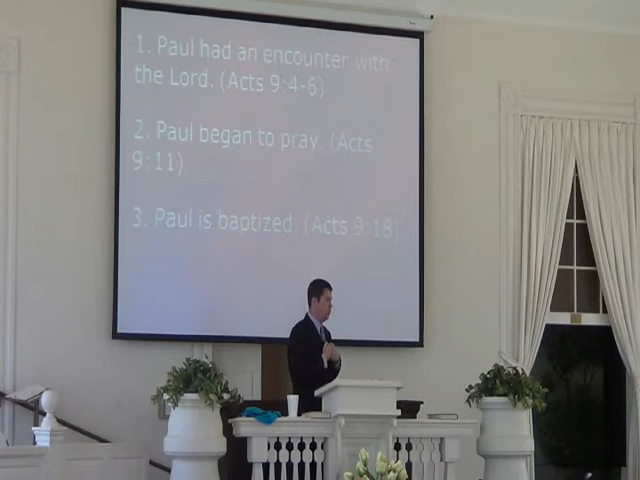 1. Paul had an encounter with
the Lord. (Acts 9:4-6)
2. Paul began to pray. (Acts
9:11)
3. Paul is baptized. (Acts 9:18)